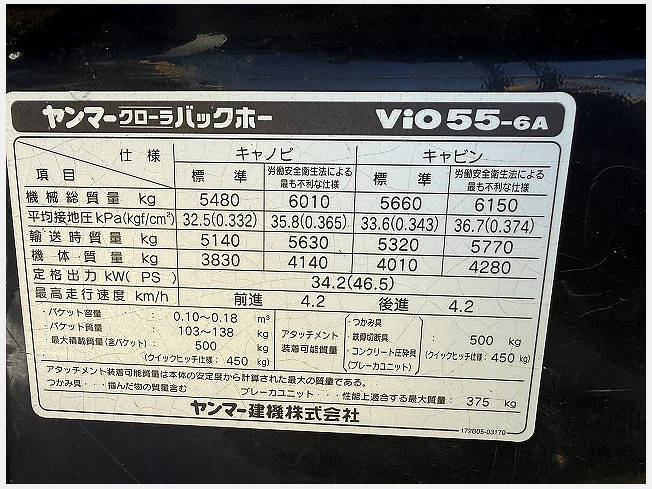 ヤンマークローラバックホー ViO55-6A
仕様 キャノピ キャビン
項目 標準 労働安全衛生法による最も不利な仕様 標準 労働安全衛生法による最も不利な仕様
機械総質量 kg 5480 6010 5660 6150
平均接地圧 kPa(kgf/cm²) 32.5(0.332) 35.8(0.365) 33.6(0.343) 36.7(0.374)
輸送時質量 kg 5140 5630 5320 5770
機体質量 kg 3830 4140 4010 4280
定格出力 kW(PS) 34.2(46.5)
最高走行速度 km/h 前進 4.2 後進 4.2
・バケット容量 : 0.10〜0.18 m³
・バケット質量 : 103〜138 kg
・最大積載質量(含バケット) : 500 kg
(クイックヒッチ仕様 : 450 kg)
アタッチメント装着可能質量
・つかみ具
・鉄骨切断具
・コンクリート圧砕具
(ブレーカユニット)
: 500 kg
(クイックヒッチ仕様 : 450 kg)
アタッチメント装着可能質量は本体の安定度から計算された最大の質量である。
つかみ具・・・掴んだ物の質量含む ブレーカユニット・・・性能上適合する最大質量 : 375 kg
ヤンマー建機株式会社
172B05-03170